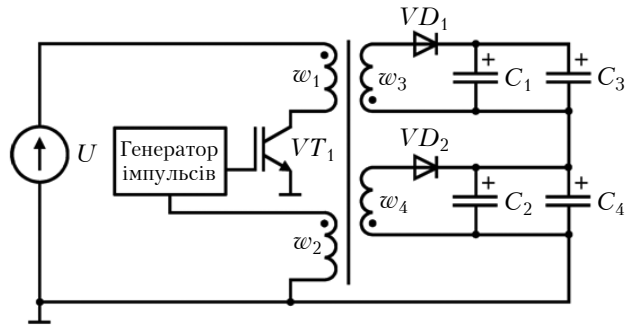 VD₁
w₁
w₃
C₁
C₃
U
Генератор
імпульсів
VT₁
VD₂
w₂
w₄
C₂
C₄